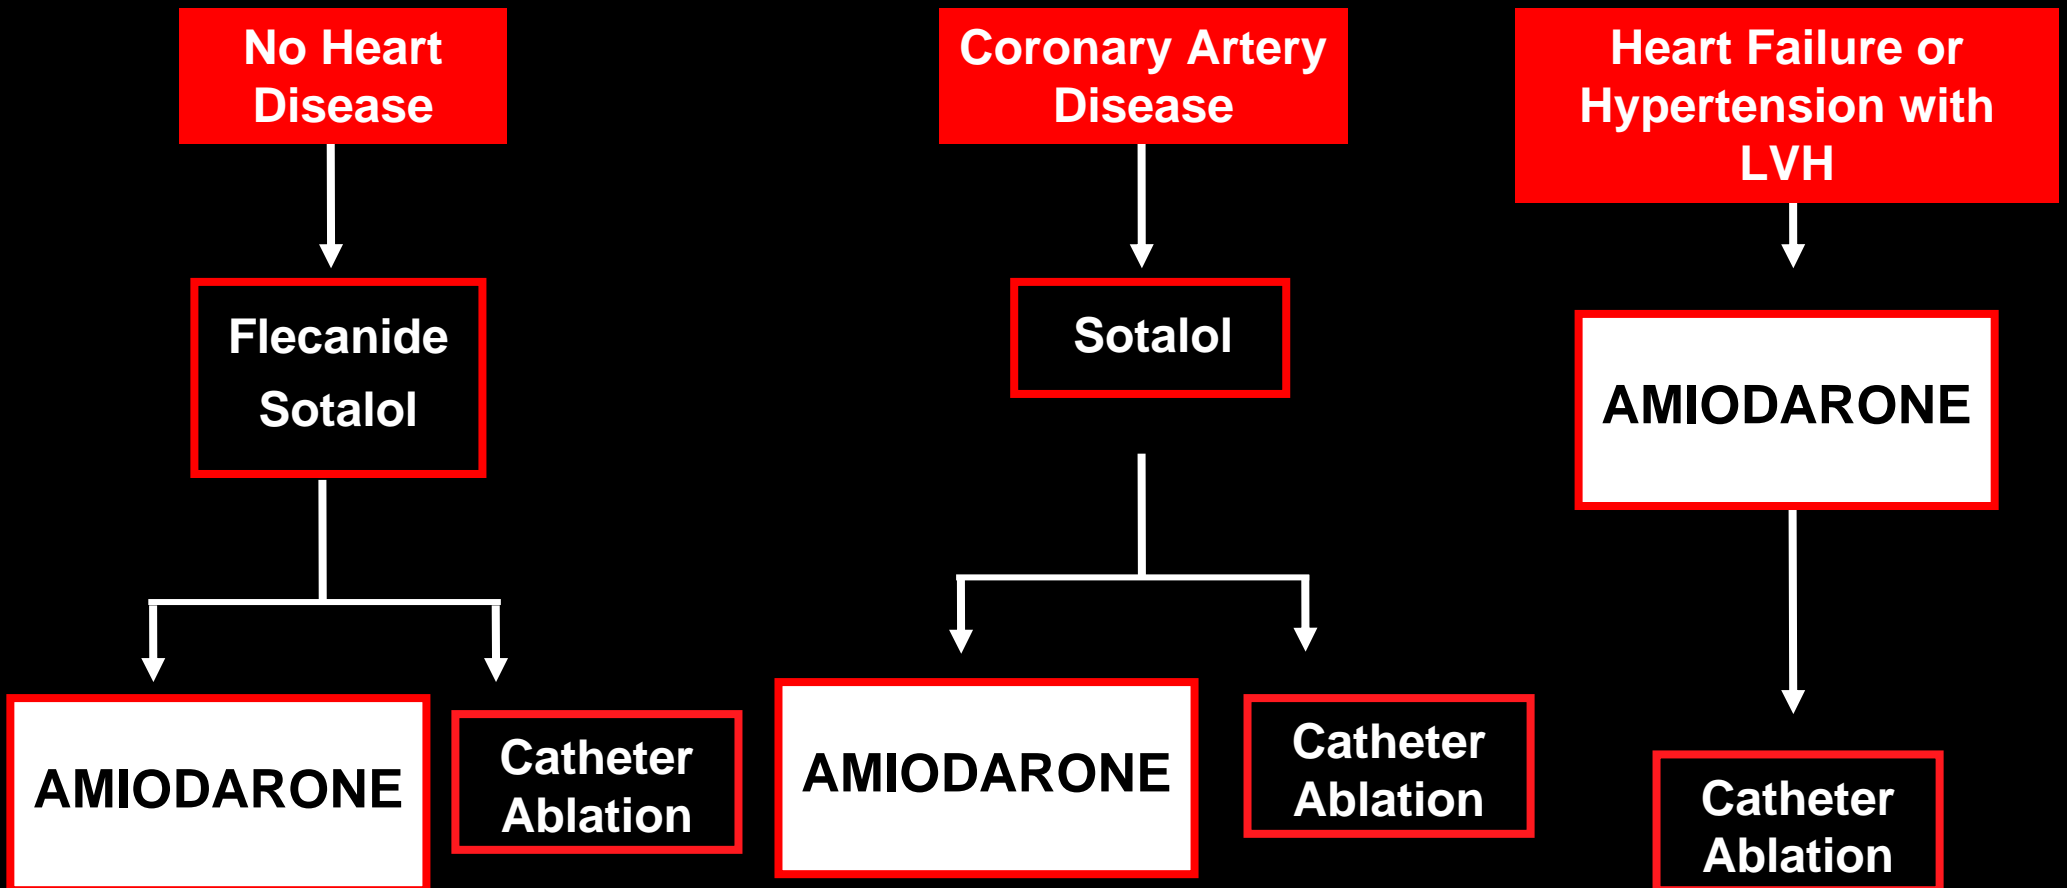 No Heart
Disease
Coronary Artery
Disease
Heart Failure or
Hypertension with
LVH
Flecanide
Sotalol
Sotalol
AMIODARONE
AMIODARONE
Catheter
Ablation
AMIODARONE
Catheter
Ablation
Catheter
Ablation